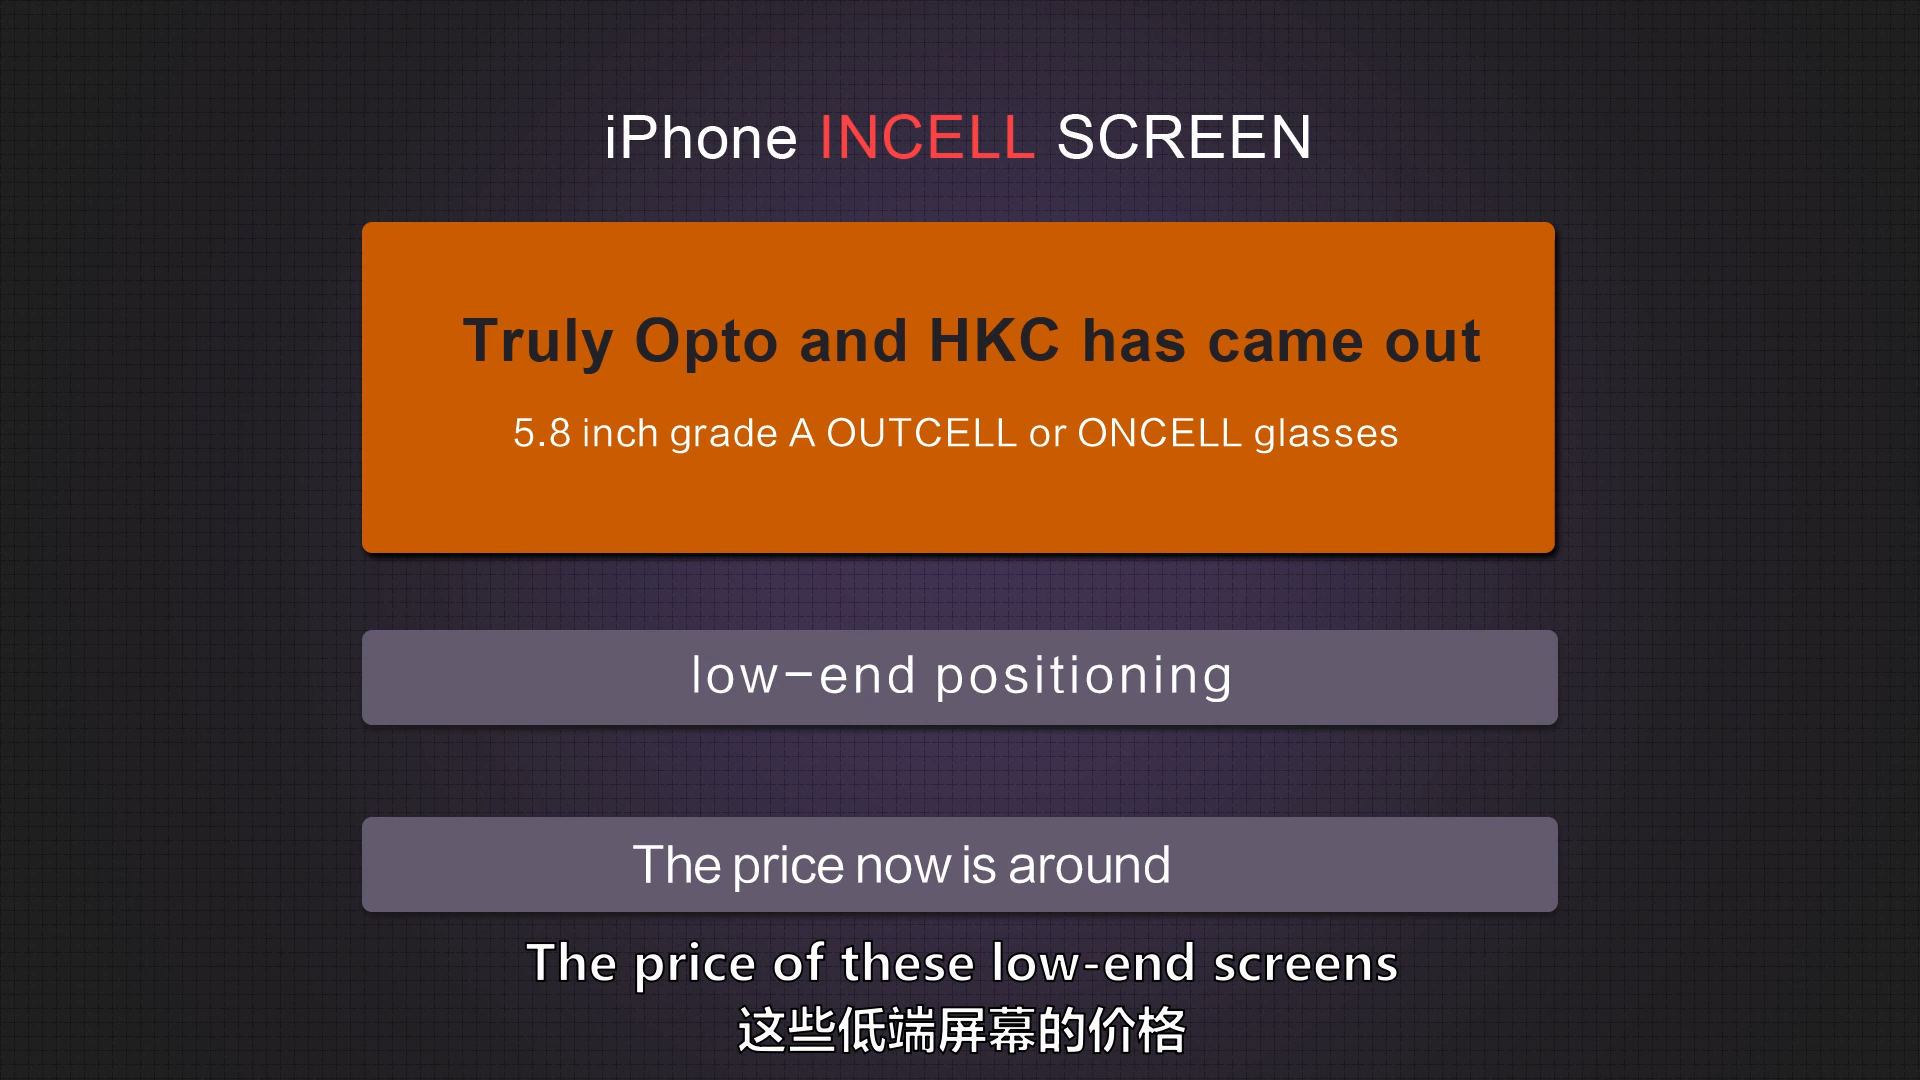 iPhone INCELL SCREEN
Truly Opto and HKC has came out
5.8 inch grade A OUTCELL or ONCELL glasses
low-end positioning
The price now is around
The price of these low-end screens
这些低端屏幕的价格